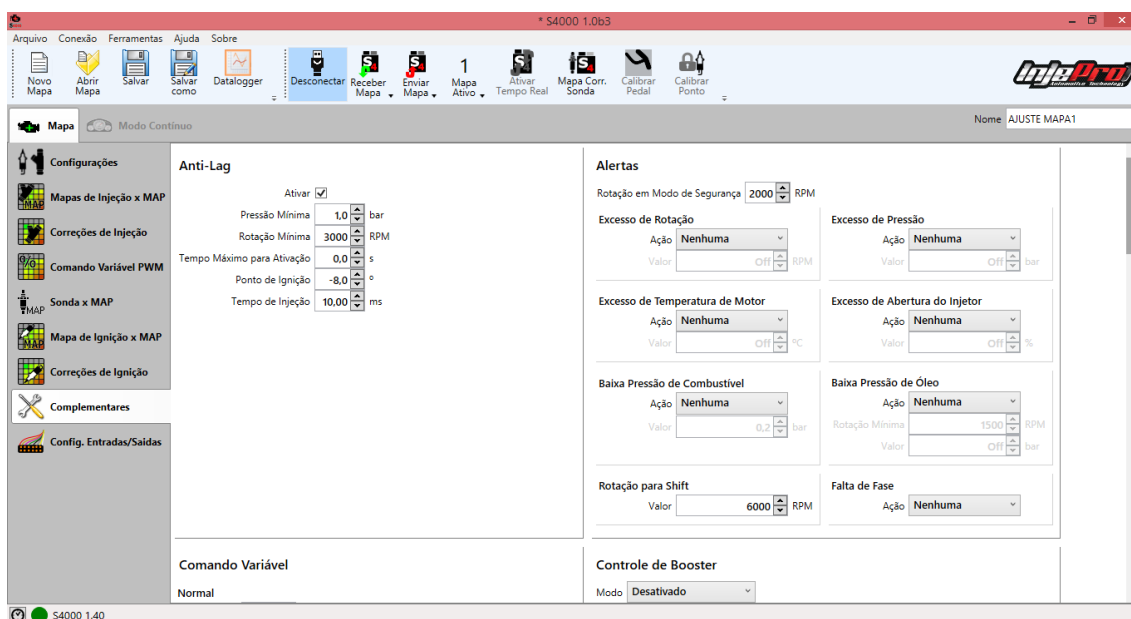 * S4000 1.0b3
Arquivo Conexão Ferramentas Ajuda Sobre
Novo Mapa
Abrir Mapa
Salvar
Salvar como
Datalogger
Desconectar
Receber Mapa
Enviar Mapa
1
Mapa Ativo
Ativar Tempo Real
Mapa Corr. Sonda
Calibrar Pedal
Calibrar Ponto
InjePro
Automotive Technology
Mapa
Modo Contínuo
Nome AJUSTE MAPA1
Configurações
Mapas de Injeção x MAP
Correções de Injeção
Comando Variável PWM
Sonda x MAP
Mapa de Ignição x MAP
Correções de Ignição
Complementares
Config. Entradas/Saidas
Anti-Lag
Ativar
Pressão Mínima 1,0 bar
Rotação Mínima 3000 RPM
Tempo Máximo para Ativação 0,0 s
Ponto de Ignição -8,0 °
Tempo de Injeção 10,00 ms
Alertas
Rotação em Modo de Segurança 2000 RPM
Excesso de Rotação
Ação Nenhuma
Valor Off RPM
Excesso de Pressão
Ação Nenhuma
Valor Off bar
Excesso de Temperatura de Motor
Ação Nenhuma
Valor Off ºC
Excesso de Abertura do Injetor
Ação Nenhuma
Valor Off %
Baixa Pressão de Combustível
Ação Nenhuma
Valor 0,2 bar
Baixa Pressão de Óleo
Ação Nenhuma
Rotação Mínima 1500 RPM
Valor Off bar
Rotação para Shift
Valor 6000 RPM
Falta de Fase
Ação Nenhuma
Comando Variável
Normal
Controle de Booster
Modo Desativado
S4000 1.40